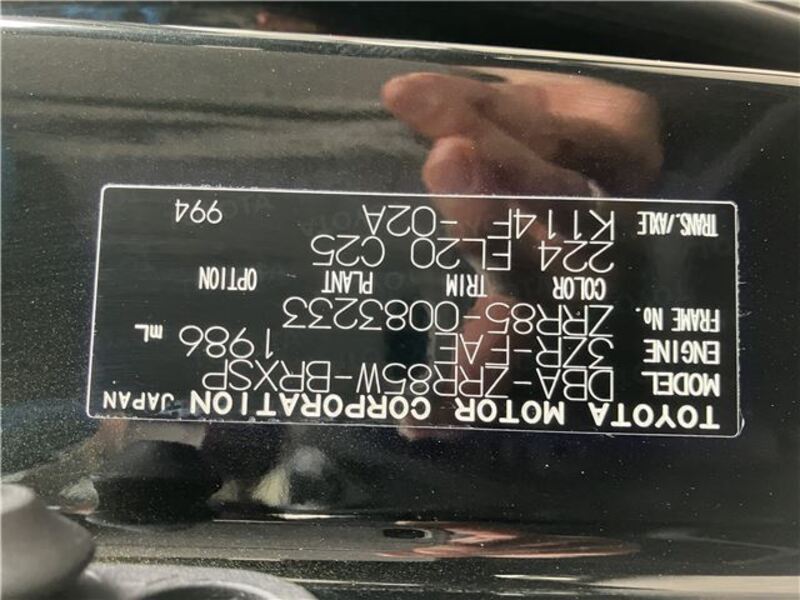 TOYOTA MOTOR CORPORATION JAPAN
MODEL DBA-ZRR85W-BRXSP
ENGINE 3ZR-FAE 1986 mL
FRAME No. ZRR85-0083233
COLOR TRIM PLANT OPTION
224 EL20 C25
TRANS./AXLE K114F -02A 994